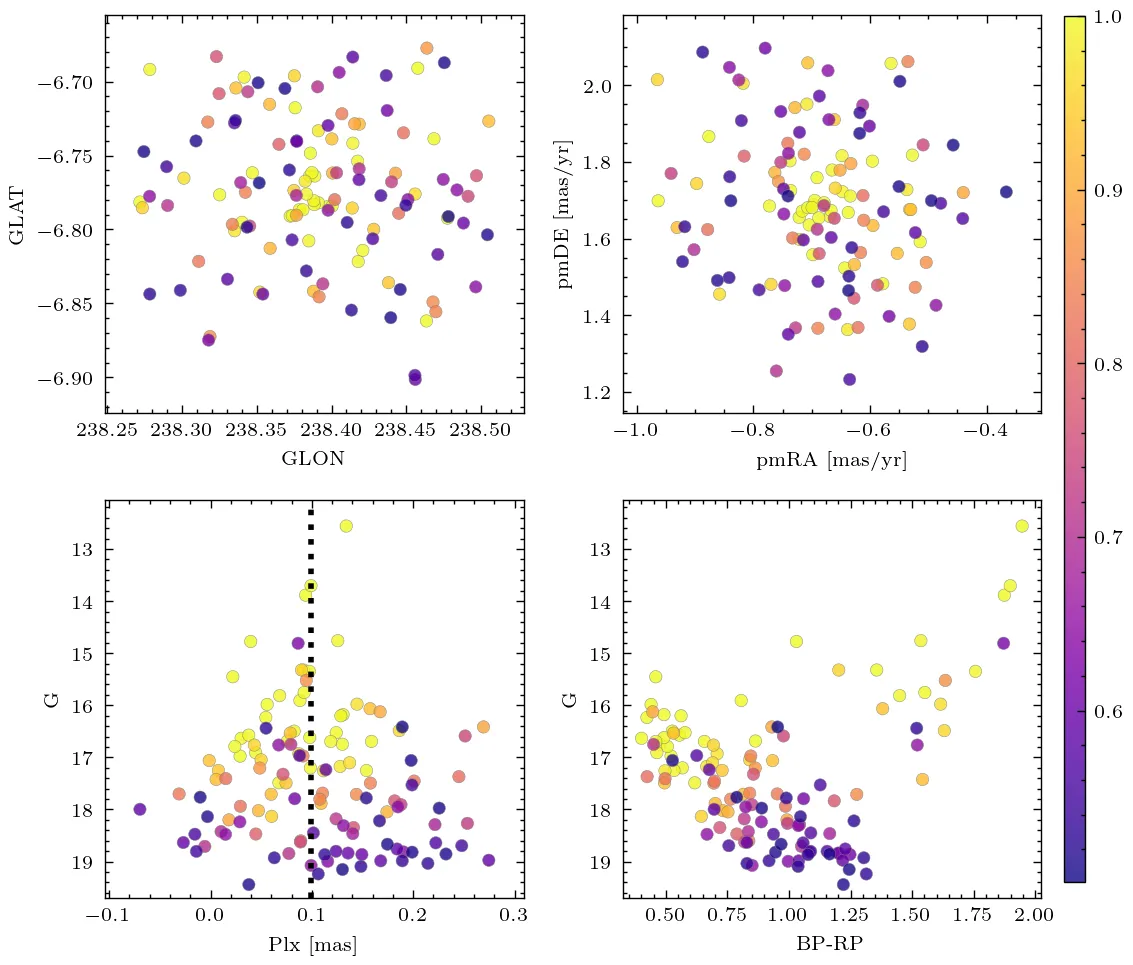 −6.70
−6.75
−6.80
−6.85
−6.90
GLAT
238.25 238.30 238.35 238.40 238.45 238.50
GLON
2.0
1.8
1.6
1.4
1.2
pmDE [mas/yr]
−1.0 −0.8 −0.6 −0.4
pmRA [mas/yr]
13
14
15
16
17
18
19
G
−0.1 0.0 0.1 0.2 0.3
Plx [mas]
13
14
15
16
17
18
19
G
0.50 0.75 1.00 1.25 1.50 1.75 2.00
BP-RP
1.0
0.9
0.8
0.7
0.6